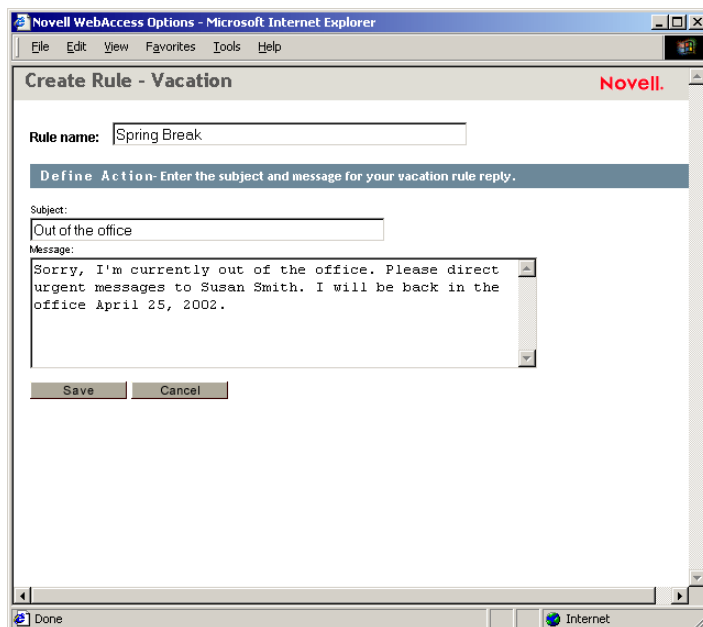 Novell WebAccess Options - Microsoft Internet Explorer
File Edit View Favorites Tools Help
Create Rule - Vacation
Novell.
Rule name: Spring Break
Define Action- Enter the subject and message for your vacation rule reply.
Subject:
Out of the office
Message:
Sorry, I'm currently out of the office. Please direct
urgent messages to Susan Smith. I will be back in the
office April 25, 2002.
Save Cancel
Done Internet